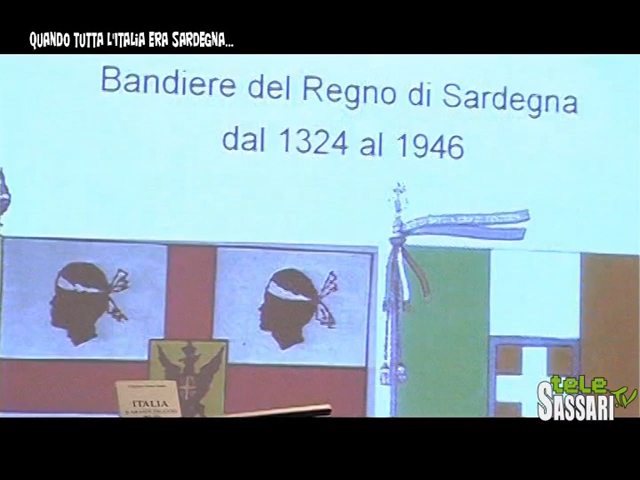 QUANDO TUTTA L'ITALIA ERA SARDEGNA...
Bandiere del Regno di Sardegna
dal 1324 al 1946
ITALIA
teLe
SASSARI.TV